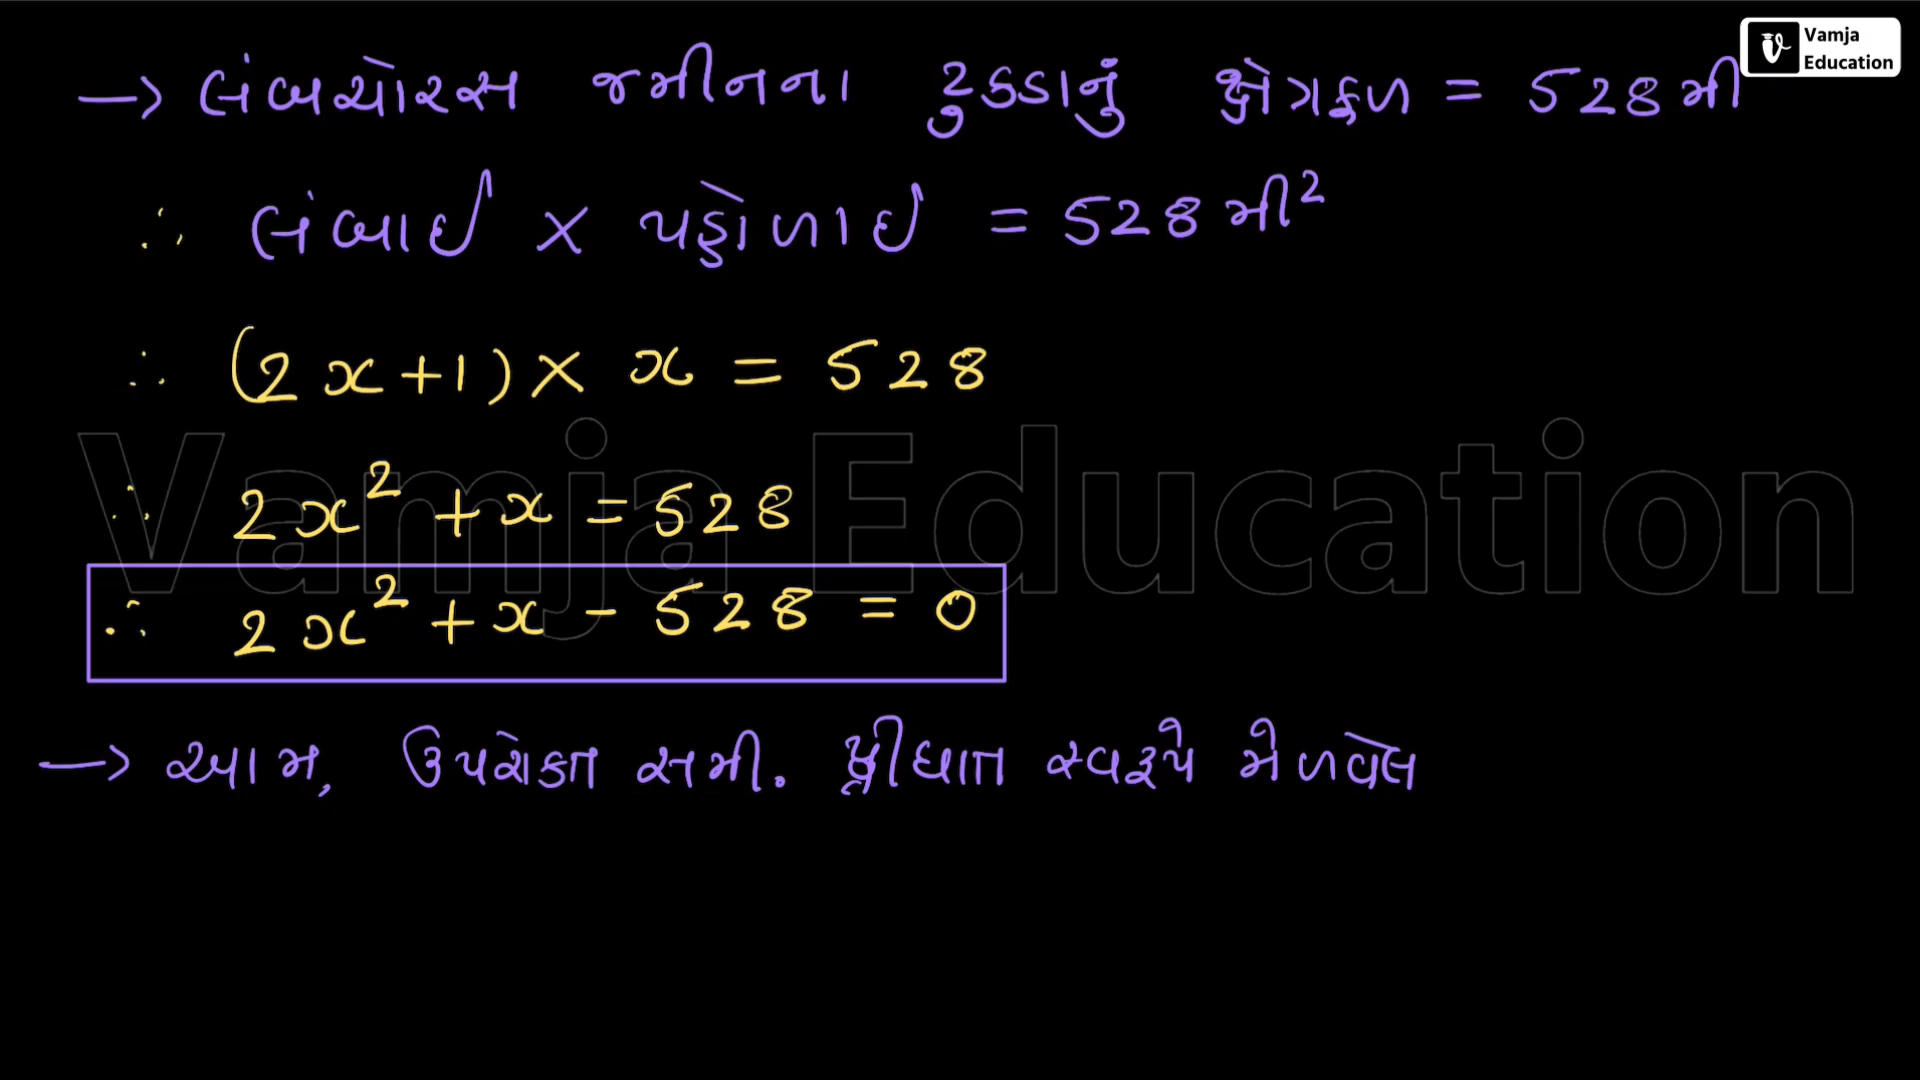 Vamja
Education
→ લંબચોરસ જમીનના ટુકડાનું ક્ષેત્રફળ = 528 મી
∴ લંબાઈ × પહોળાઈ = 528 મી²
∴ (2x+1) × x = 528
∴ 2x² + x = 528
∴ 2x² + x - 528 = 0
→ આમ, ઉપરોક્ત સમી. દ્વીઘાત સ્વરૂપે મેળવેલ
Vamja Education